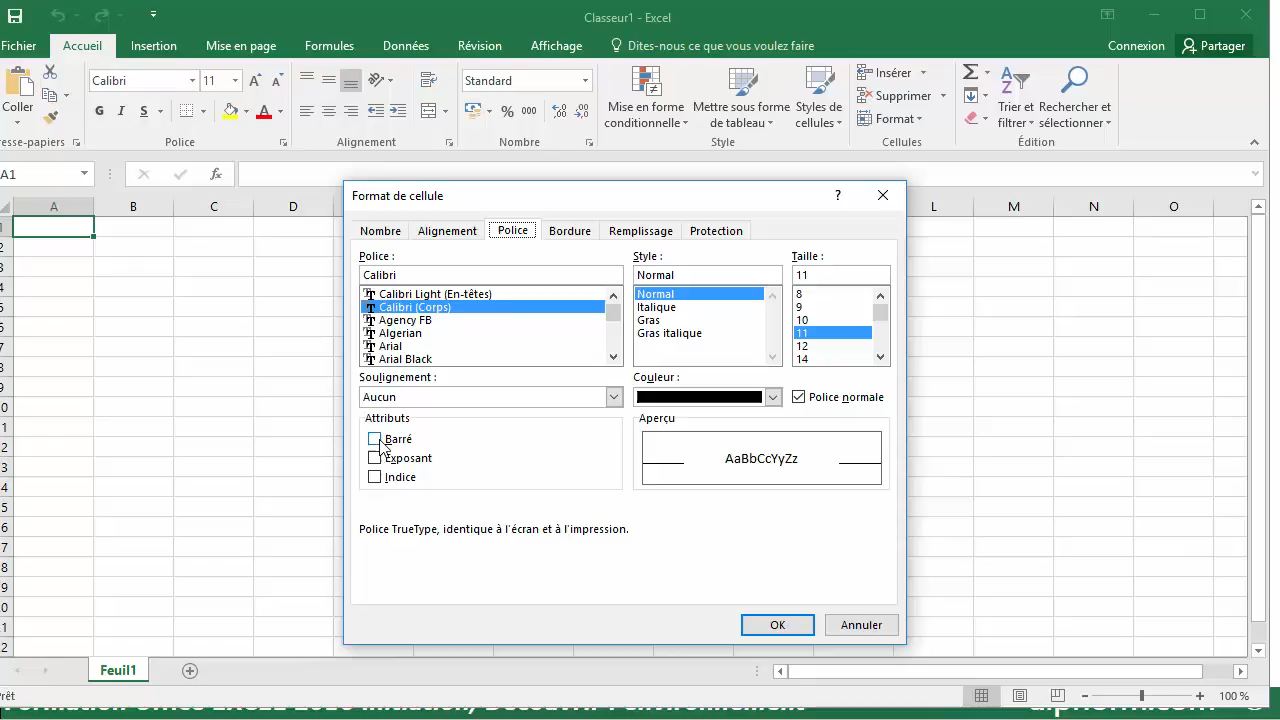 Classeur1 - Excel
Fichier Accueil Insertion Mise en page Formules Données Révision Affichage Dites-nous ce que vous voulez faire Connexion Partager
Coller
Calibri 11
G I S
Standard
% 000
Mise en forme conditionnelle
Mettre sous forme de tableau
Styles de cellules
Insérer
Supprimer
Format
Trier et filtrer
Rechercher et sélectionner
resse-papiers Police Alignement Nombre Style Cellules Édition
A1 fx
A B C D L M N O
Format de cellule ?
Nombre Alignement Police Bordure Remplissage Protection
Police : Style : Taille :
Calibri Normal 11
Calibri Light (En-têtes) Normal 8
Calibri (Corps) Italique 9
Agency FB Gras 10
Algerian Gras italique 11
Arial 12
Arial Black 14
Soulignement : Couleur :
Aucun Police normale
Attributs Aperçu
Barré
Exposant AaBbCcYyZz
Indice
Police TrueType, identique à l'écran et à l'impression.
OK Annuler
Feuil1
rêt 100 %